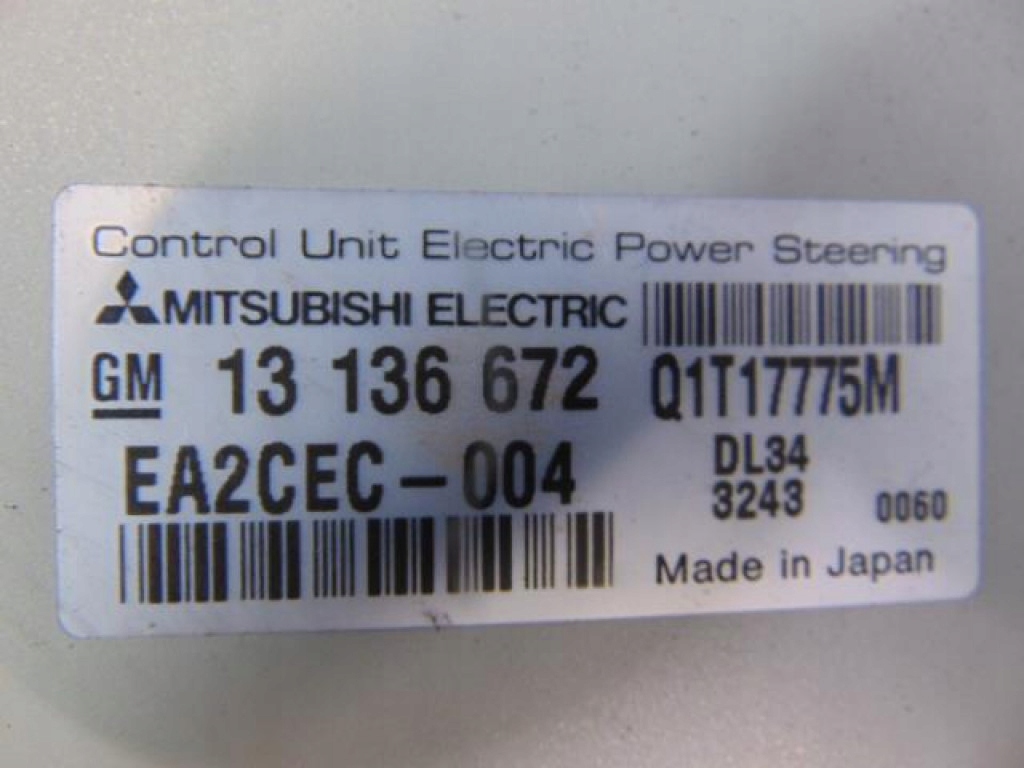 Control Unit Electric Power Steering
MITSUBISHI ELECTRIC
GM 13 136 672 Q1T17775M
EA2CEC-004 DL34
3243 0060
Made in Japan